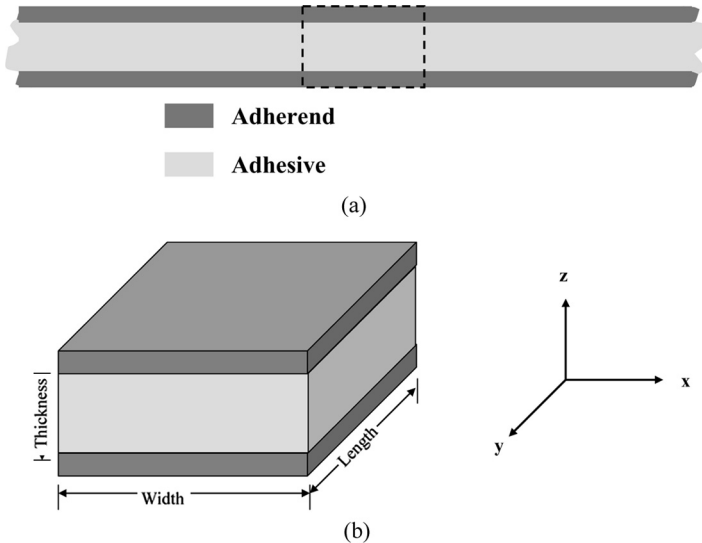 Adherend
Adhesive
(a)
z
x
y
Thickness
Length
Width
(b)